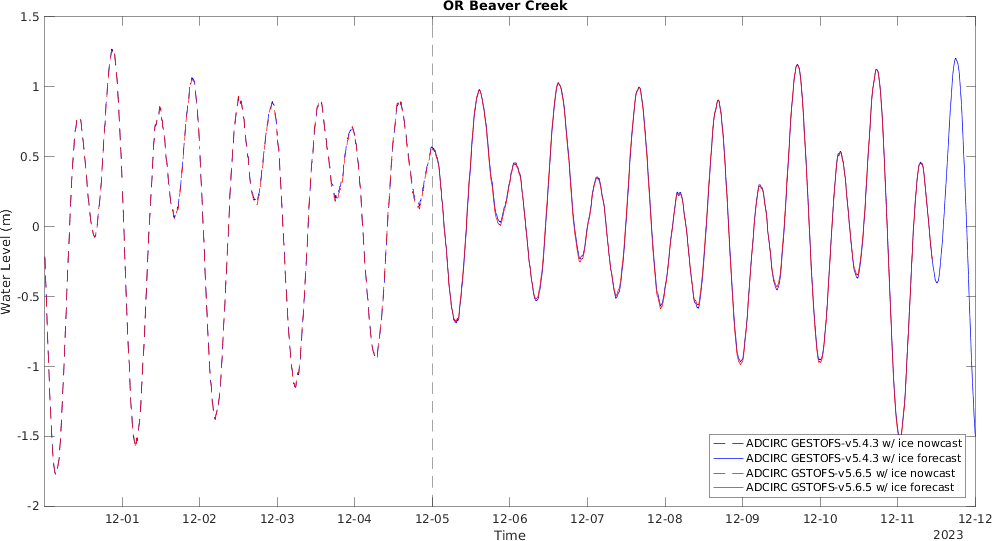 OR Beaver Creek
1.5
1
0.5
0
-0.5
-1
-1.5
-2
Water Level (m)
12-01 12-02 12-03 12-04 12-05 12-06 12-07 12-08 12-09 12-10 12-11 12-12
Time
2023
ADCIRC GESTOFS-v5.4.3 w/ ice nowcast
ADCIRC GESTOFS-v5.4.3 w/ ice forecast
ADCIRC GSTOFS-v5.6.5 w/ ice nowcast
ADCIRC GSTOFS-v5.6.5 w/ ice forecast